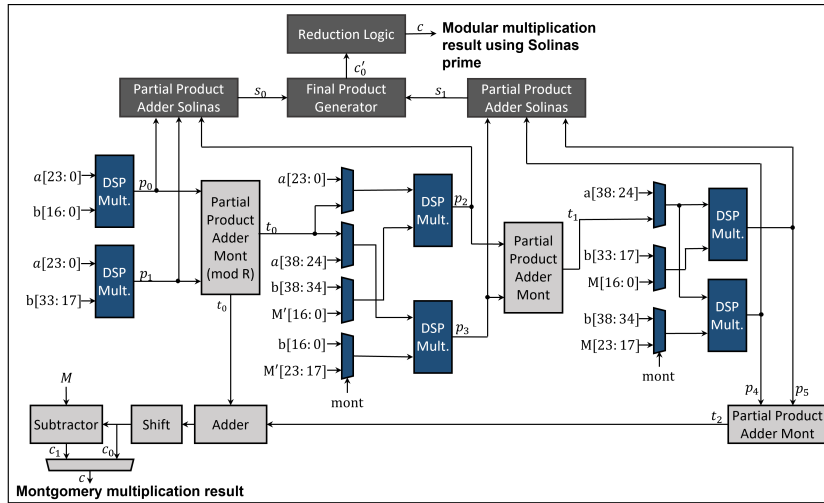 Reduction Logic
c
Modular multiplication
result using Solinas
prime
c₀′
Partial Product
Adder Solinas
s₀
Final Product
Generator
s₁
Partial Product
Adder Solinas
a[23: 0]
b[16: 0]
DSP
Mult.
p₀
a[23: 0]
b[33: 17]
DSP
Mult.
p₁
Partial
Product
Adder
Mont
(mod R)
t₀
t₀
a[23: 0]
a[38: 24]
b[38: 34]
M′[16: 0]
b[16: 0]
M′[23: 17]
mont
DSP
Mult.
p₂
DSP
Mult.
p₃
Partial
Product
Adder
Mont
t₁
a[38: 24]
b[33: 17]
M[16: 0]
b[38: 34]
M[23: 17]
mont
DSP
Mult.
DSP
Mult.
p₄
p₅
M
Subtractor
Shift
Adder
t₂
Partial Product
Adder Mont
c₁
c₀
c
Montgomery multiplication result